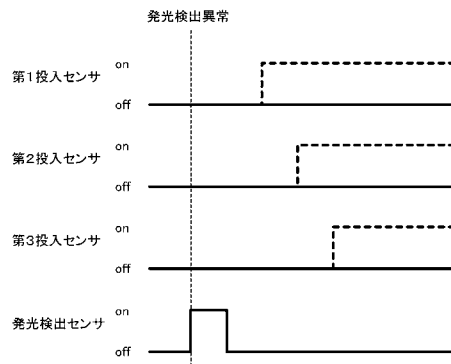 発光検出異常
on
第1投入センサ
off
on
第2投入センサ
off
on
第3投入センサ
off
on
発光検出センサ
off